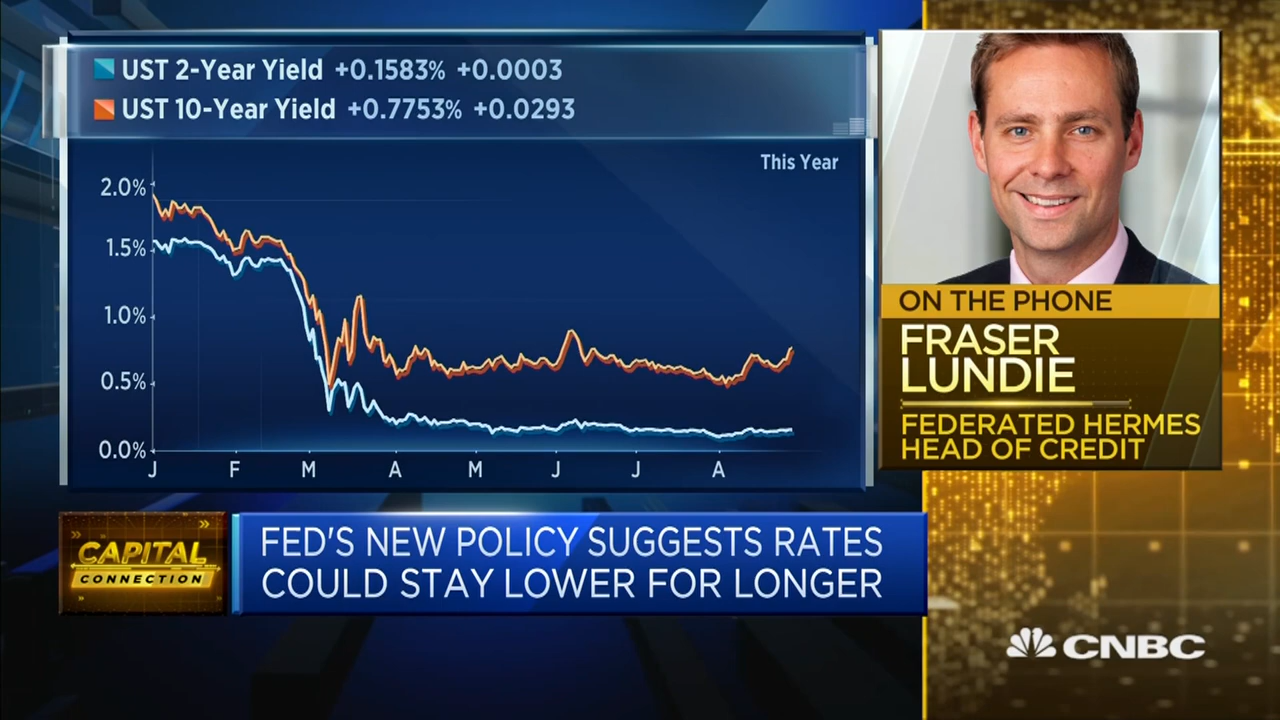 UST 2-Year Yield +0.1583% +0.0003
UST 10-Year Yield +0.7753% +0.0293
This Year
2.0%
1.5%
1.0%
0.5%
0.0%
J F M A M J J A
ON THE PHONE
FRASER
LUNDIE
FEDERATED HERMES
HEAD OF CREDIT
CAPITAL
CONNECTION
FED'S NEW POLICY SUGGESTS RATES
COULD STAY LOWER FOR LONGER
CNBC